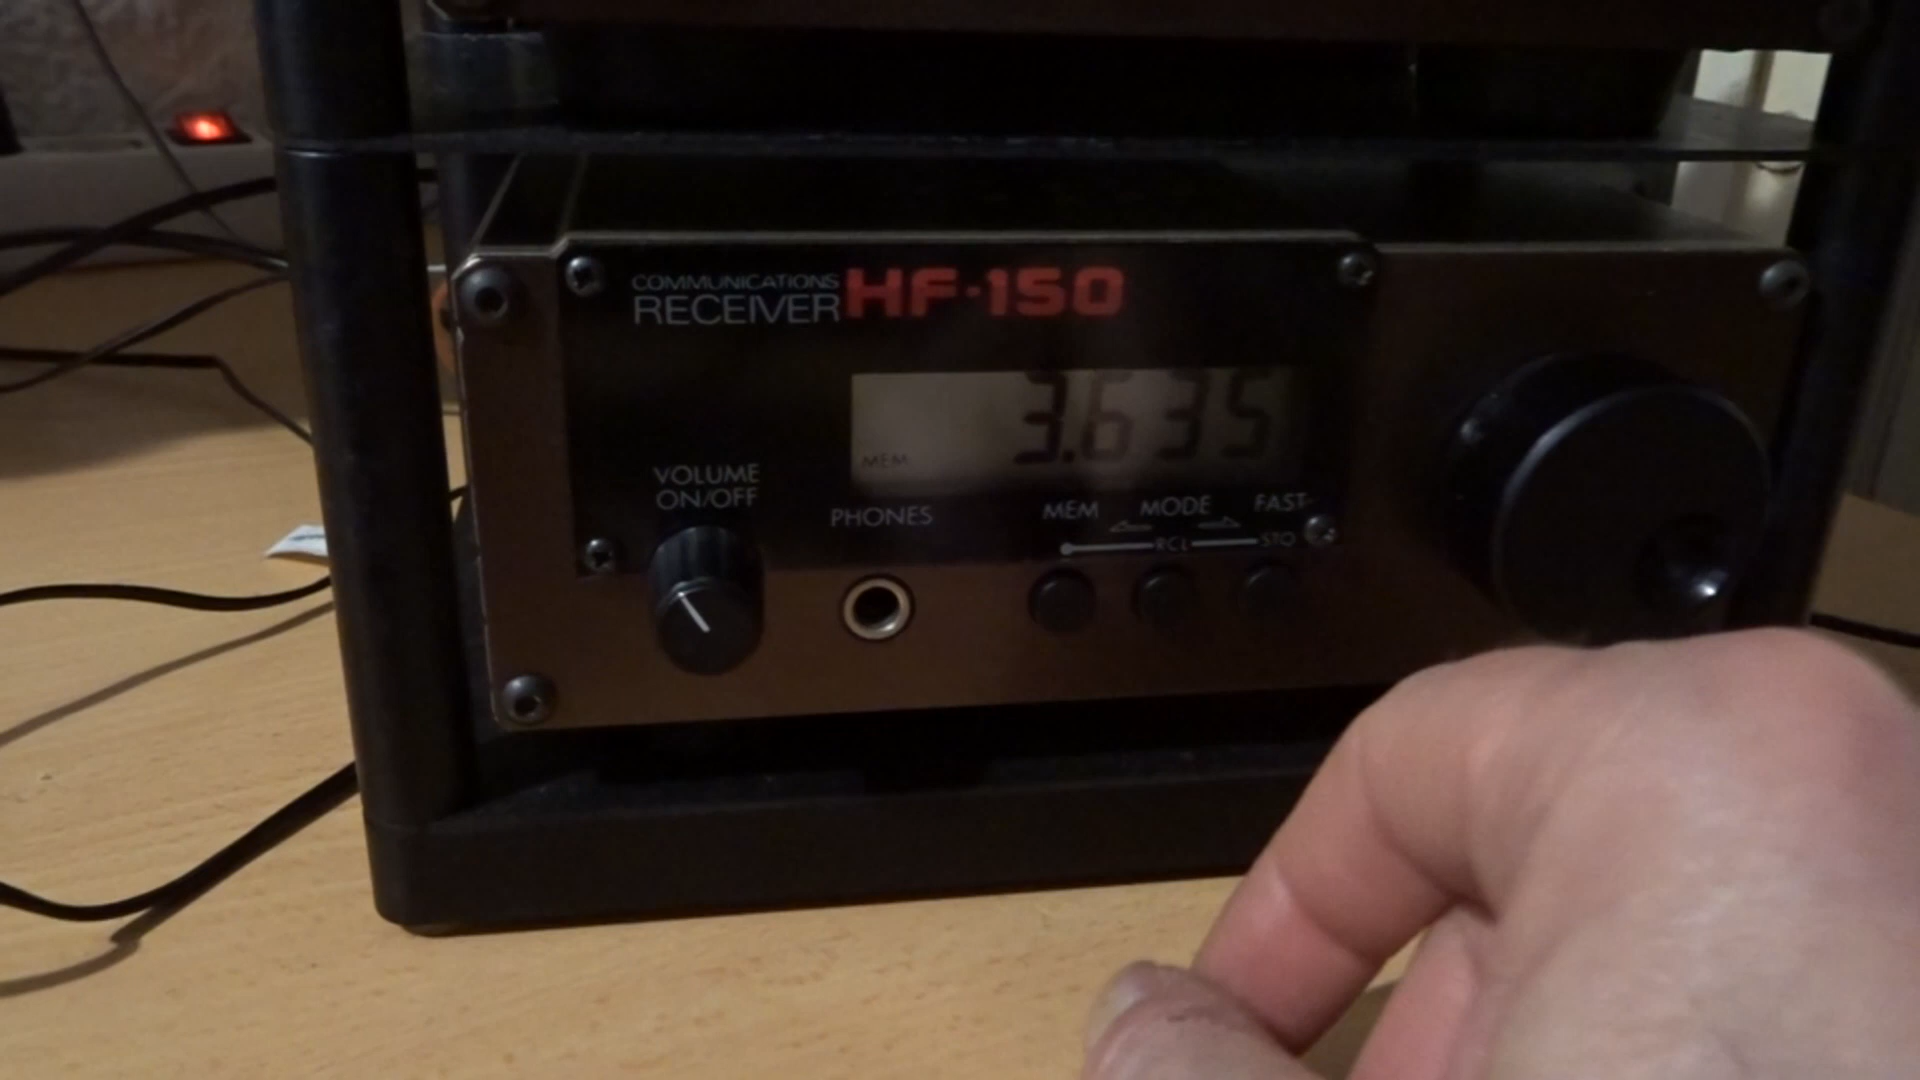 COMMUNICATIONS
RECEIVER HF-150
3.635
MEM
VOLUME
ON/OFF
PHONES
MEM MODE FAST
RCL STO